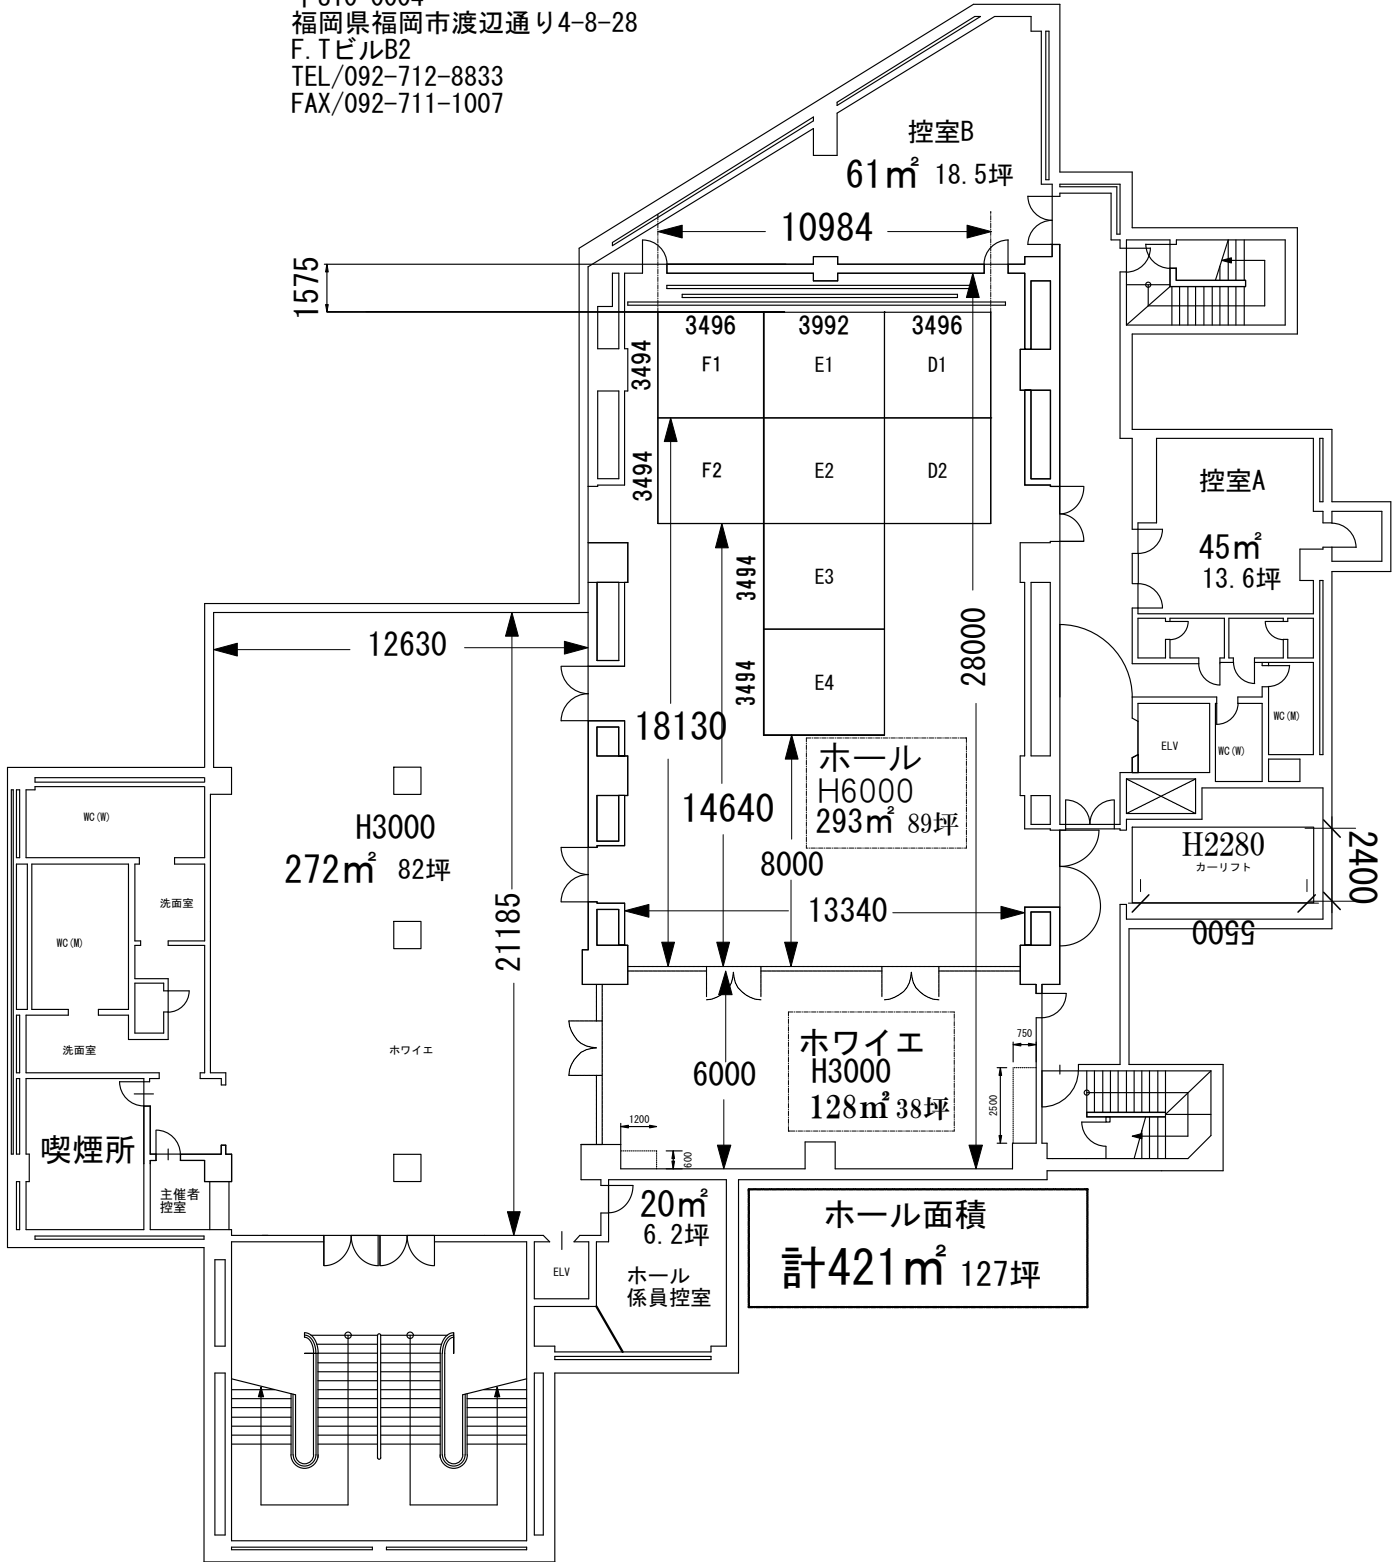 〒810-0004
福岡県福岡市渡辺通り4-8-28
F.TビルB2
TEL/092-712-8833
FAX/092-711-1007
控室B
61㎡ 18.5坪
10984
1575
3496
3992
3496
3494
F1
E1
D1
3494
F2
E2
D2
控室A
45㎡
13.6坪
3494
E3
28000
12630
3494
E4
18130
WC(M)
ELV
WC(W)
ホール
H6000
293㎡ 89坪
14640
WC(W)
H3000
272㎡ 82坪
8000
H2280
カーリフト
2400
洗面室
21185
13340
5500
WC(M)
洗面室
ホワイエ
6000
ホワイエ
H3000
128㎡ 38坪
750
2500
1200
600
喫煙所
主催者
控室
20㎡
6.2坪
ELV
ホール
係員控室
ホール面積
計421㎡ 127坪